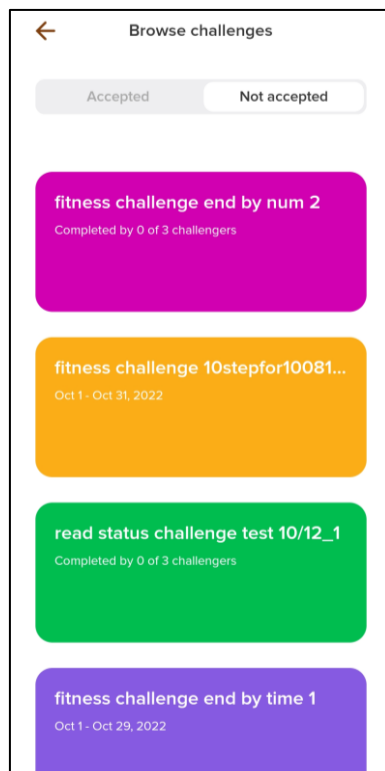 Browse challenges
Accepted
Not accepted
fitness challenge end by num 2
Completed by 0 of 3 challengers
fitness challenge 10stepfor10081...
Oct 1 - Oct 31, 2022
read status challenge test 10/12_1
Completed by 0 of 3 challengers
fitness challenge end by time 1
Oct 1 - Oct 29, 2022